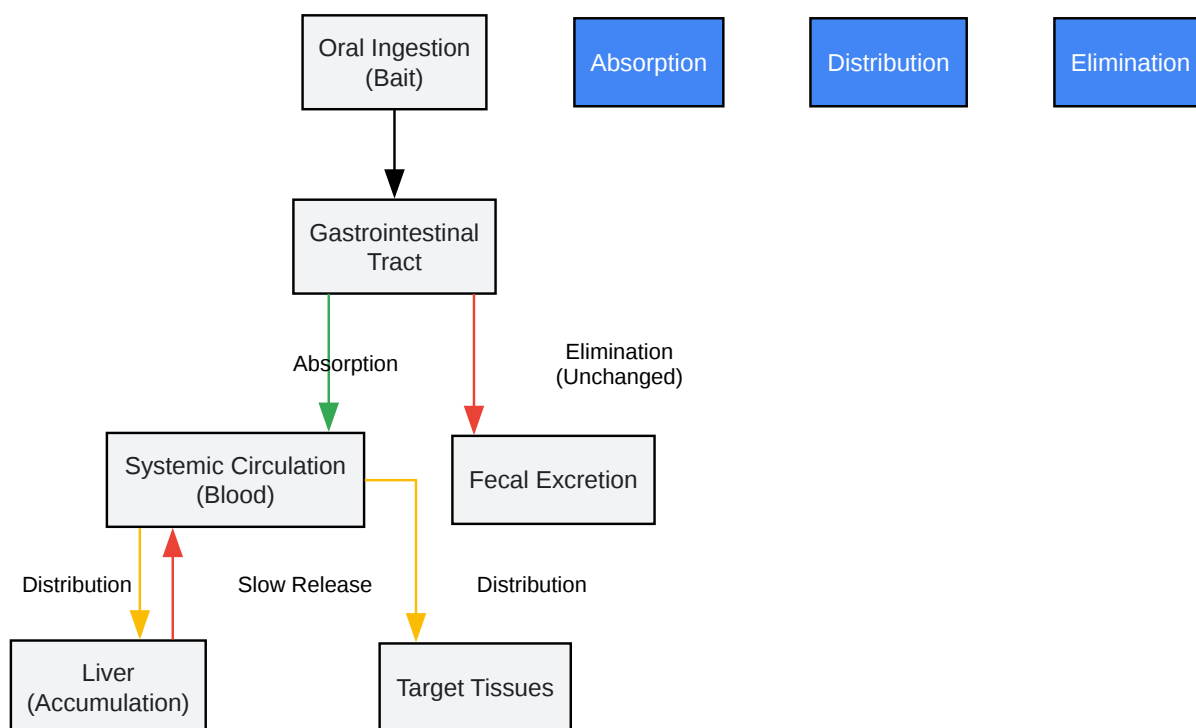 Oral Ingestion
(Bait)
Absorption
Distribution
Elimination
Gastrointestinal
Tract
Absorption
Elimination
(Unchanged)
Systemic Circulation
(Blood)
Fecal Excretion
Distribution
Slow Release
Distribution
Liver
(Accumulation)
Target Tissues